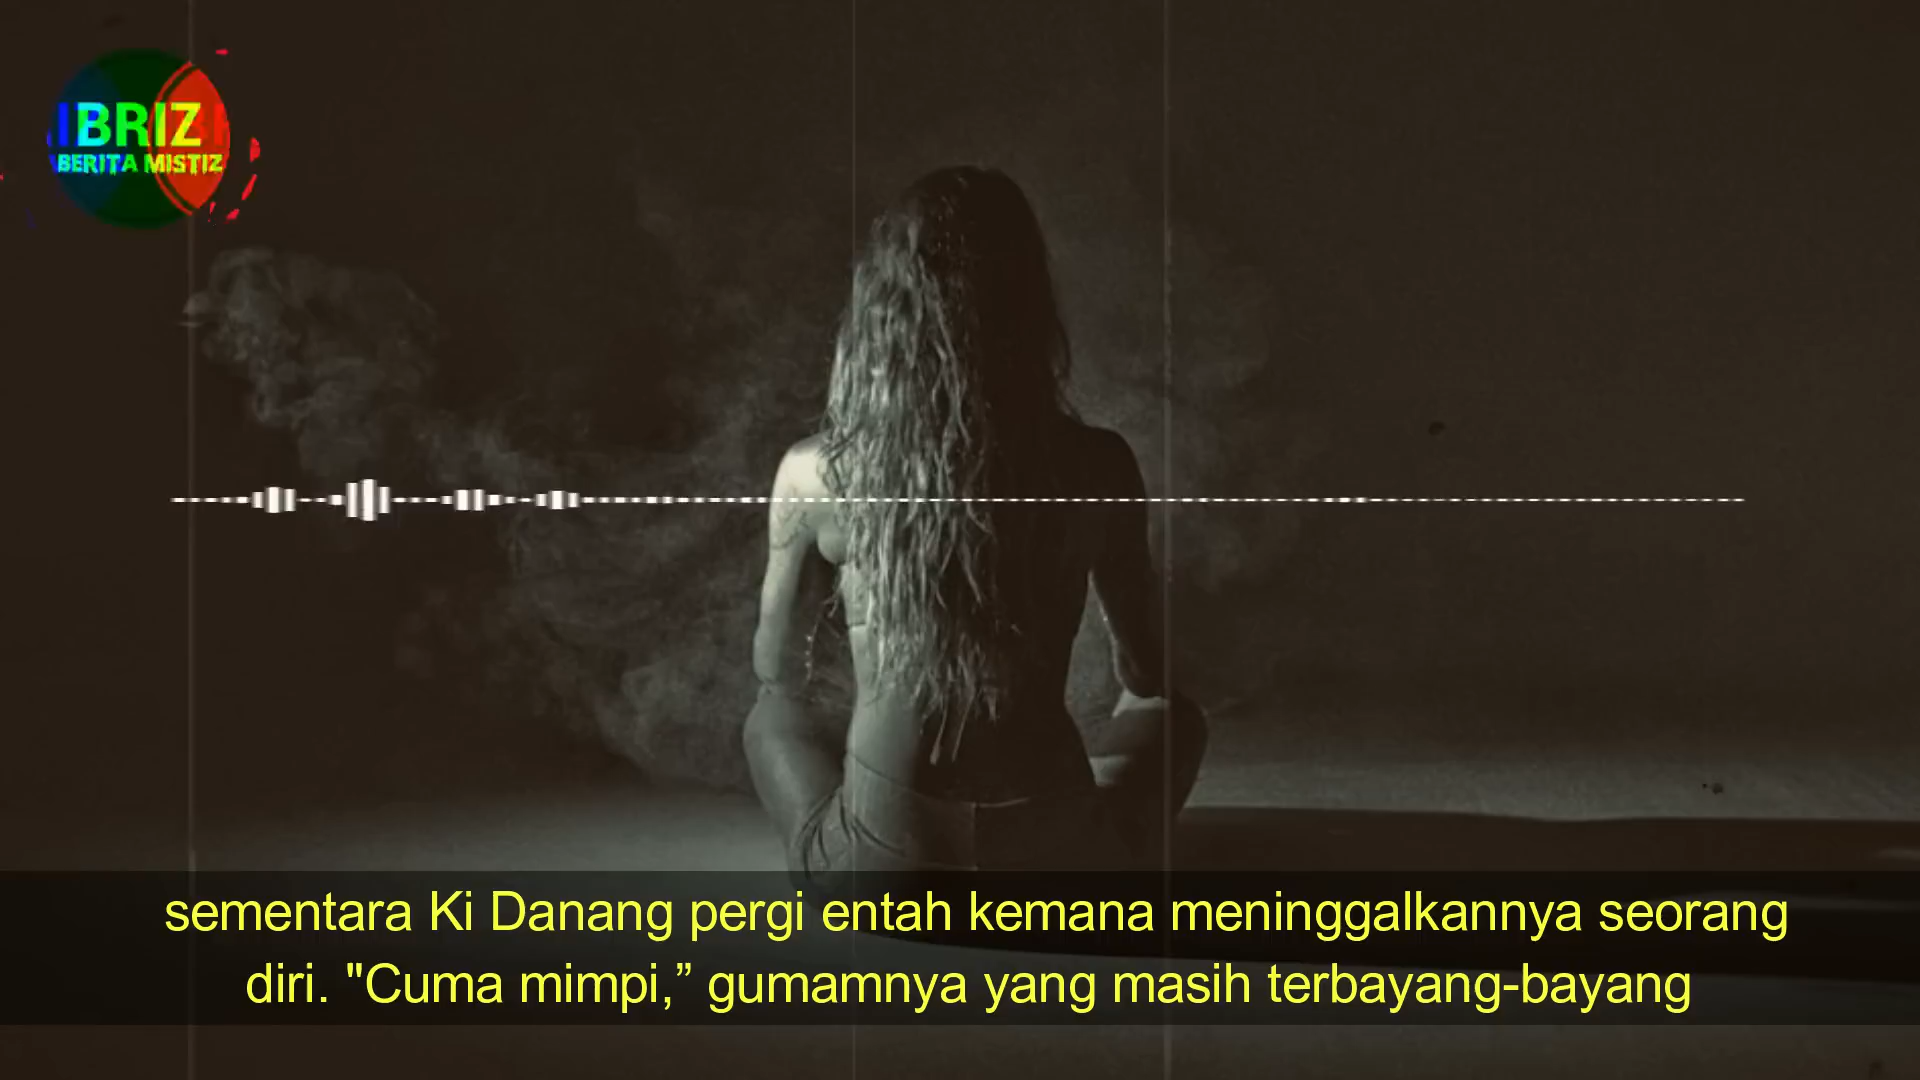 IBRIZ
BERITA MISTIZ
sementara Ki Danang pergi entah kemana meninggalkannya seorang
diri. "Cuma mimpi,” gumamnya yang masih terbayang-bayang